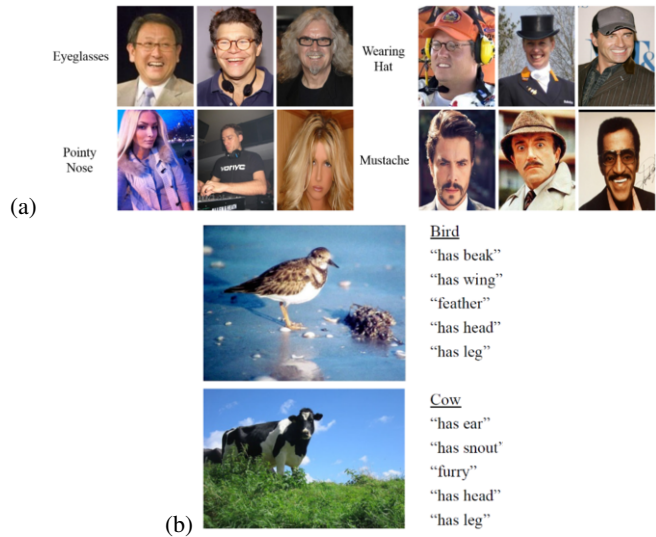 Eyeglasses
Wearing
Hat
Pointy
Nose
Mustache
(a)
Bird
“has beak”
“has wing”
“feather”
“has head”
“has leg”
Cow
“has ear”
“has snout’
“furry”
“has head”
“has leg”
(b)